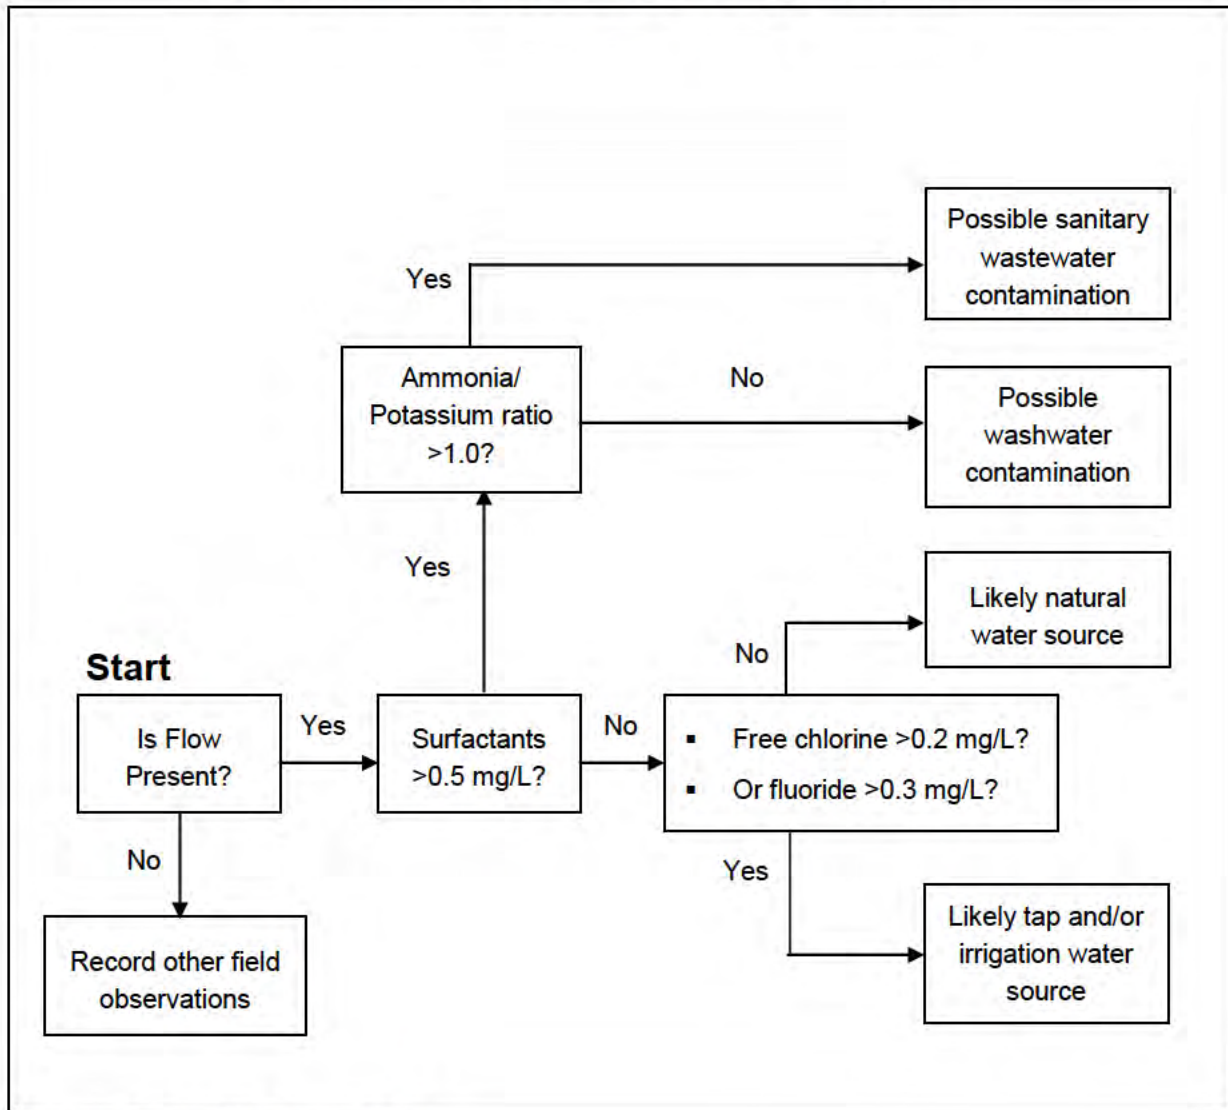 Possible sanitary
wastewater
contamination
Yes
Ammonia/
Potassium ratio
>1.0?
No
Possible
washwater
contamination
Yes
Likely natural
water source
No
Start
Is Flow
Present?
Yes
Surfactants
>0.5 mg/L?
No
▪ Free chlorine >0.2 mg/L?
▪ Or fluoride >0.3 mg/L?
No
Yes
Record other field
observations
Likely tap and/or
irrigation water
source